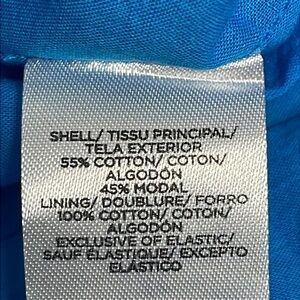 SHELL/ TISSU PRINCIPAL/
TELA EXTERIOR
55% COTTON/ COTON/
ALGODÓN
45% MODAL
LINING/ DOUBLURE/ FORRO
100% COTTON/ COTON/
ALGODÓN
EXCLUSIVE OF ELASTIC/
SAUF ÉLASTIQUE/ EXCEPTO
ELÁSTICO